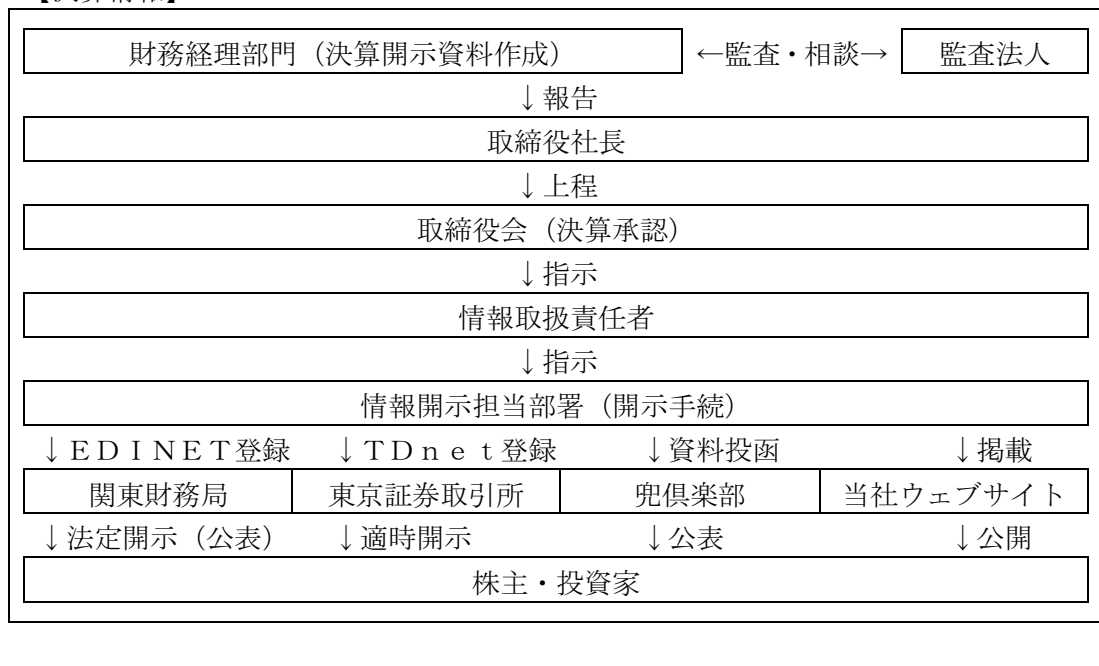 財務経理部門（決算開示資料作成） ←監査・相談→ 監査法人
↓報告
取締役社長
↓上程
取締役会（決算承認）
↓指示
情報取扱責任者
↓指示
情報開示担当部署（開示手続）
↓ＥＤＩＮＥＴ登録 ↓ＴＤｎｅｔ登録 ↓資料投函 ↓掲載
関東財務局 東京証券取引所 兜倶楽部 当社ウェブサイト
↓法定開示（公表） ↓適時開示 ↓公表 ↓公開
株主・投資家